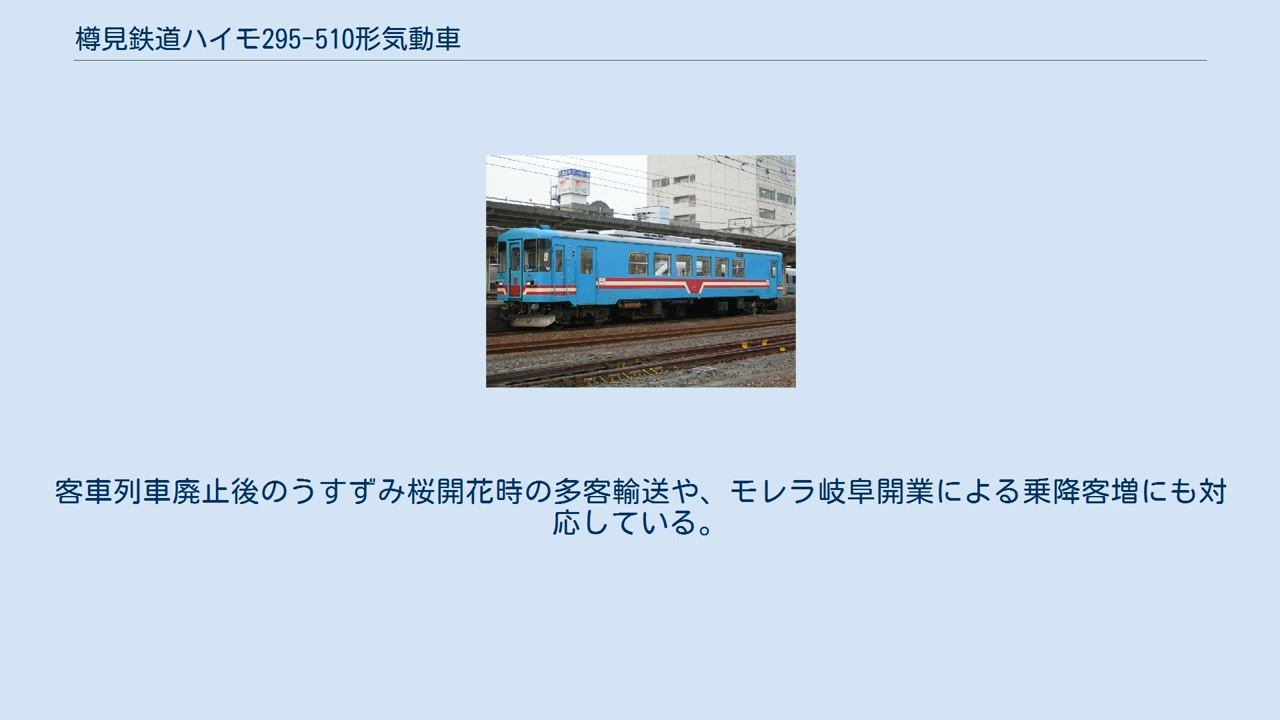 樽見鉄道ハイモ295-510形気動車
客車列車廃止後のうすずみ桜開花時の多客輸送や、モレラ岐阜開業による乗降客増にも対
応している。